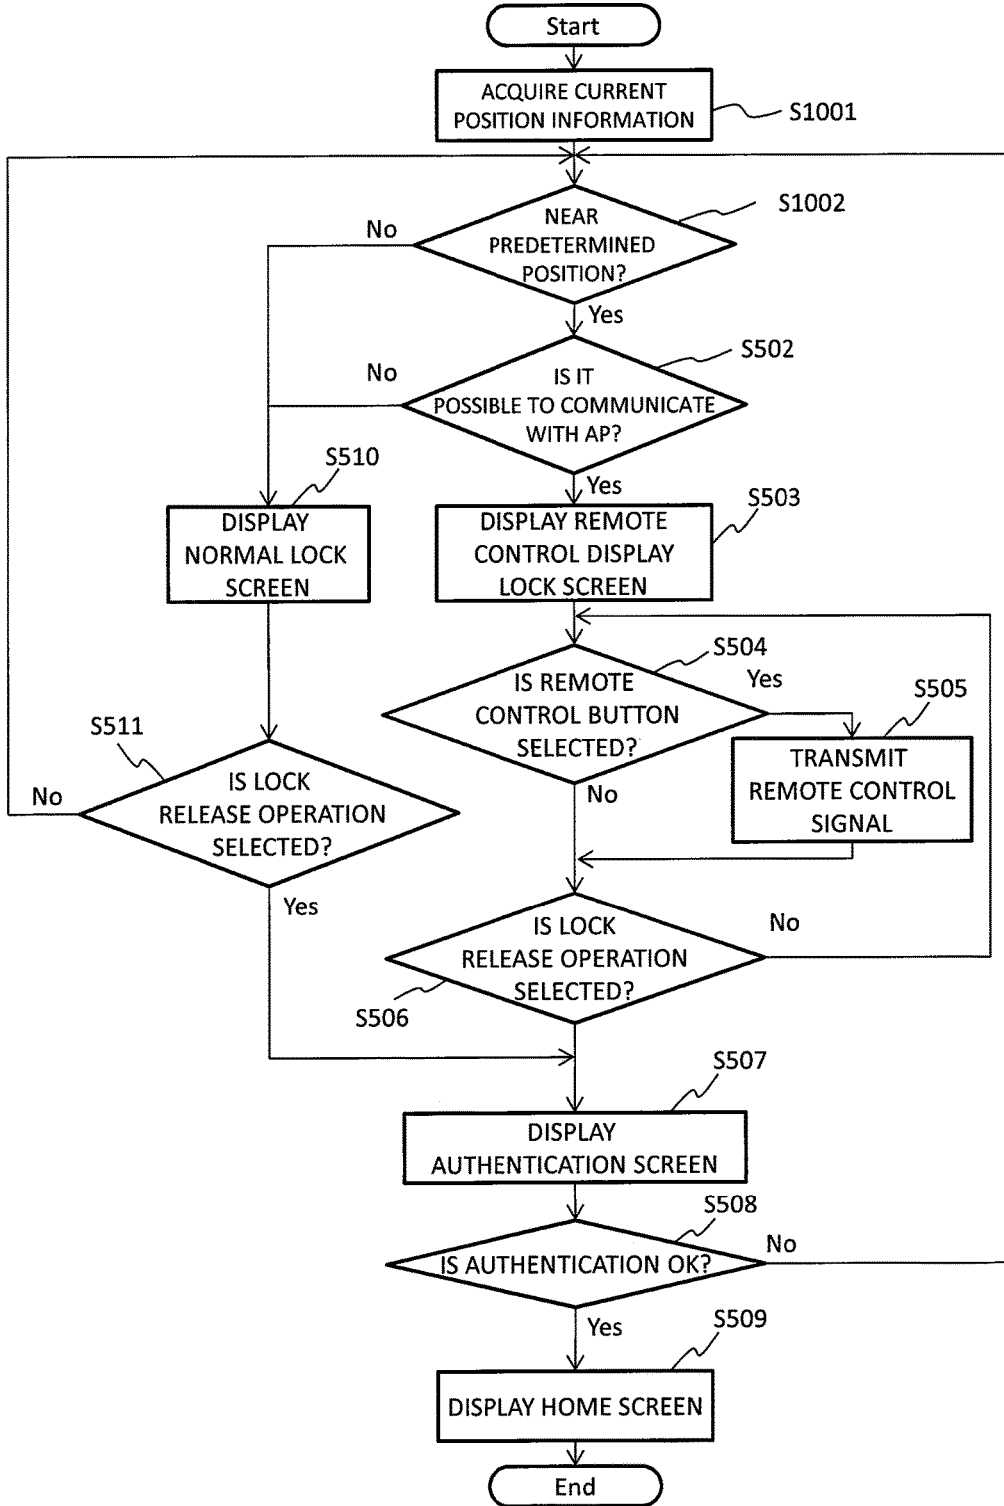 Start
ACQUIRE CURRENT
POSITION INFORMATION
S1001
S1002
No
NEAR
PREDETERMINED
POSITION?
Yes
S502
No
IS IT
POSSIBLE TO COMMUNICATE
WITH AP?
Yes
S510
DISPLAY
NORMAL LOCK
SCREEN
S503
DISPLAY REMOTE
CONTROL DISPLAY
LOCK SCREEN
S504
IS REMOTE
CONTROL BUTTON
SELECTED?
Yes
No
S505
TRANSMIT
REMOTE CONTROL
SIGNAL
S511
No
IS LOCK
RELEASE OPERATION
SELECTED?
Yes
IS LOCK
RELEASE OPERATION
SELECTED?
No
S506
S507
DISPLAY
AUTHENTICATION SCREEN
S508
IS AUTHENTICATION OK?
No
Yes
S509
DISPLAY HOME SCREEN
End